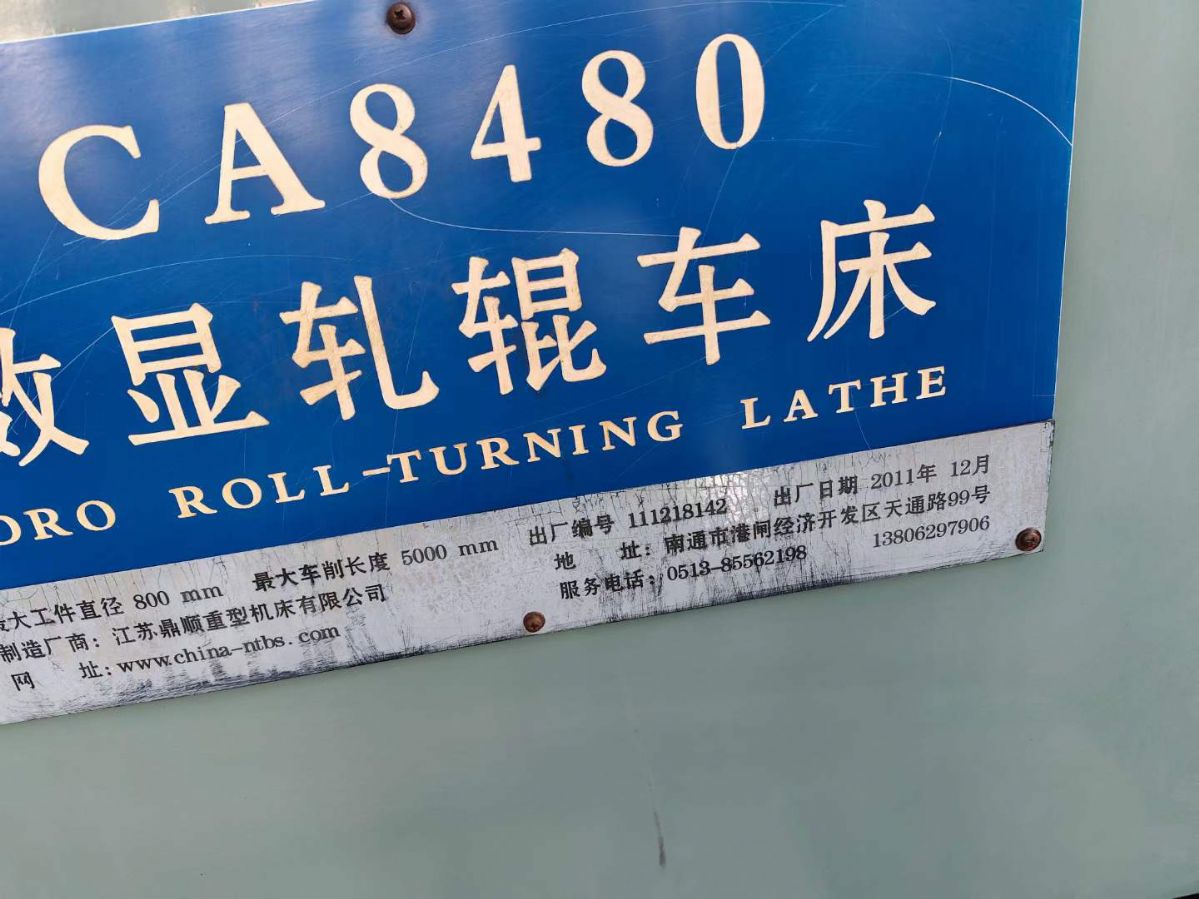 CA8480
数显轧辊车床
ORO ROLL-TURNING LATHE
最大工件直径 800 mm 最大车削长度 5000 mm 出厂编号 111218142 出厂日期 2011年 12月
制造厂商：江苏鼎顺重型机床有限公司 地 址：南通市港闸经济开发区天通路99号
网 址：www.china-ntbs.com 服务电话：0513-85562198 13806297906